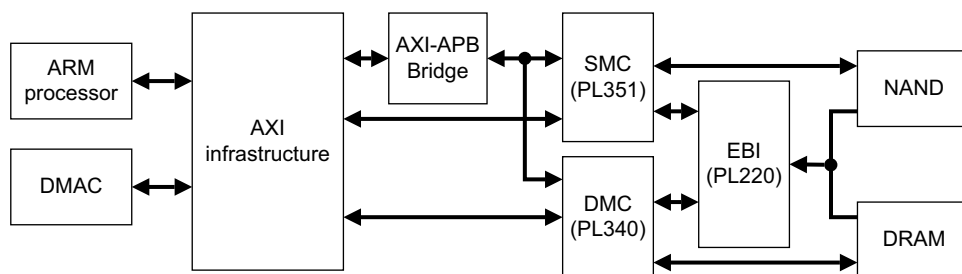 ARM
processor
DMAC
AXI
infrastructure
AXI-APB
Bridge
SMC
(PL351)
DMC
(PL340)
EBI
(PL220)
NAND
DRAM